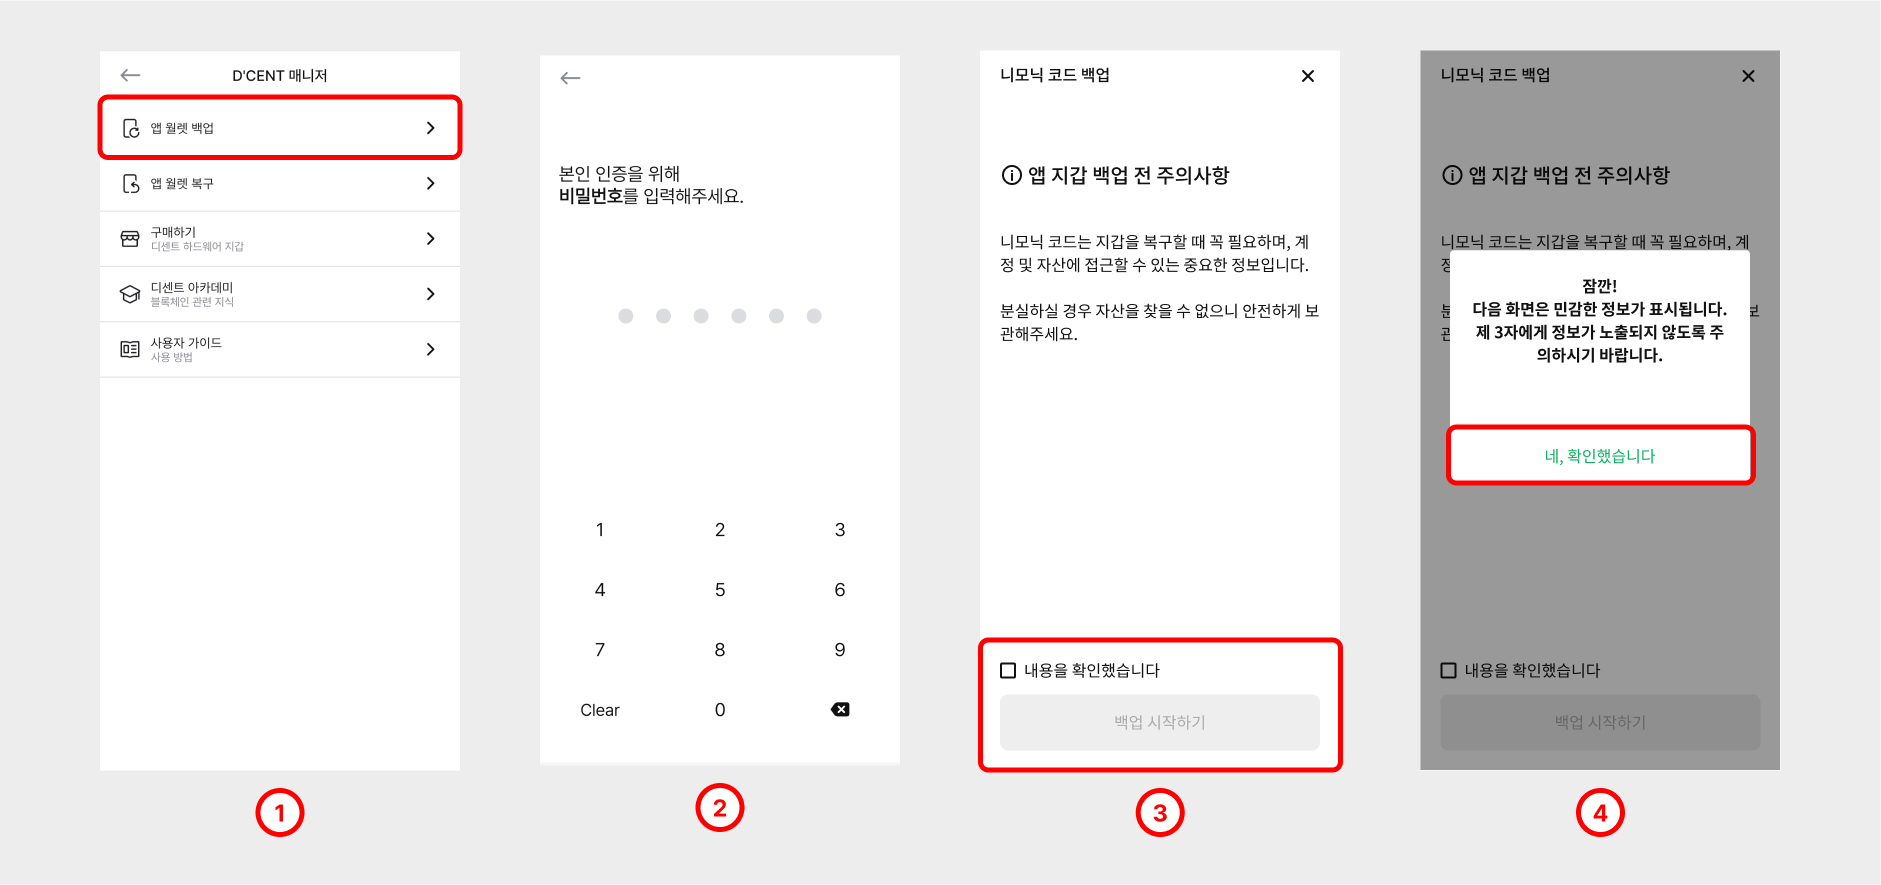 D'CENT 매니저
앱 월렛 백업
앱 월렛 복구
구매하기
디센트 하드웨어 지갑
디센트 아카데미
블록체인 관련 지식
사용자 가이드
사용 방법
1
본인 인증을 위해
비밀번호를 입력해주세요.
1 2 3
4 5 6
7 8 9
Clear 0
2
니모닉 코드 백업
앱 지갑 백업 전 주의사항
니모닉 코드는 지갑을 복구할 때 꼭 필요하며, 계
정 및 자산에 접근할 수 있는 중요한 정보입니다.
분실하실 경우 자산을 찾을 수 없으니 안전하게 보
관해주세요.
내용을 확인했습니다
백업 시작하기
3
니모닉 코드 백업
앱 지갑 백업 전 주의사항
니모닉 코드는 지갑을 복구할 때 꼭 필요하며, 계
잠깐!
다음 화면은 민감한 정보가 표시됩니다.
제 3자에게 정보가 노출되지 않도록 주
의하시기 바랍니다.
네, 확인했습니다
보
내용을 확인했습니다
백업 시작하기
4